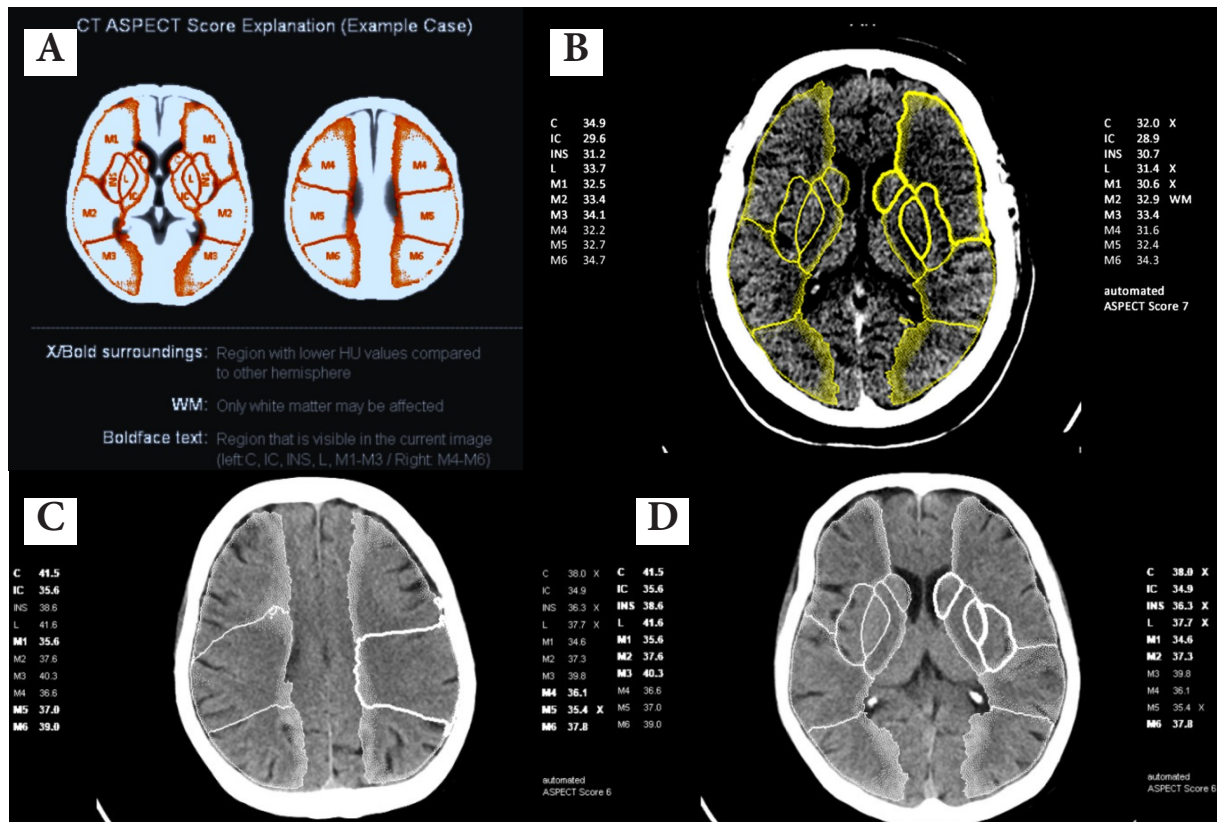 A
CT ASPECT Score Explanation (Example Case)
M1 M1
C C
INS L IC L INS IC
M2 M2
M3 M3
M4 M4
M5 M5
M6 M6
X/Bold surroundings: Region with lower HU values compared
to other hemisphere
WM: Only white matter may be affected
Boldface text: Region that is visible in the current image
(left:C, IC, INS, L, M1-M3 / Right: M4-M6)
B
C 34.9
IC 29.6
INS 31.2
L 33.7
M1 32.5
M2 33.4
M3 34.1
M4 32.2
M5 32.7
M6 34.7
C 32.0 X
IC 28.9
INS 30.7
L 31.4 X
M1 30.6 X
M2 32.9 WM
M3 33.4
M4 31.6
M5 32.4
M6 34.3
automated
ASPECT Score 7
C
C 41.5
IC 35.6
INS 38.6
L 41.6
M1 35.6
M2 37.6
M3 40.3
M4 36.6
M5 37.0
M6 39.0
C 38.0 X
IC 34.9
INS 36.3 X
L 37.7 X
M1 34.6
M2 37.3
M3 39.8
M4 36.1
M5 35.4 X
M6 37.8
automated
ASPECT Score 6
D
C 41.5
IC 35.6
INS 38.6
L 41.6
M1 35.6
M2 37.6
M3 40.3
M4 36.6
M5 37.0
M6 39.0
C 38.0 X
IC 34.9
INS 36.3 X
L 37.7 X
M1 34.6
M2 37.3
M3 39.8
M4 36.1
M5 35.4 X
M6 37.8
automated
ASPECT Score 6